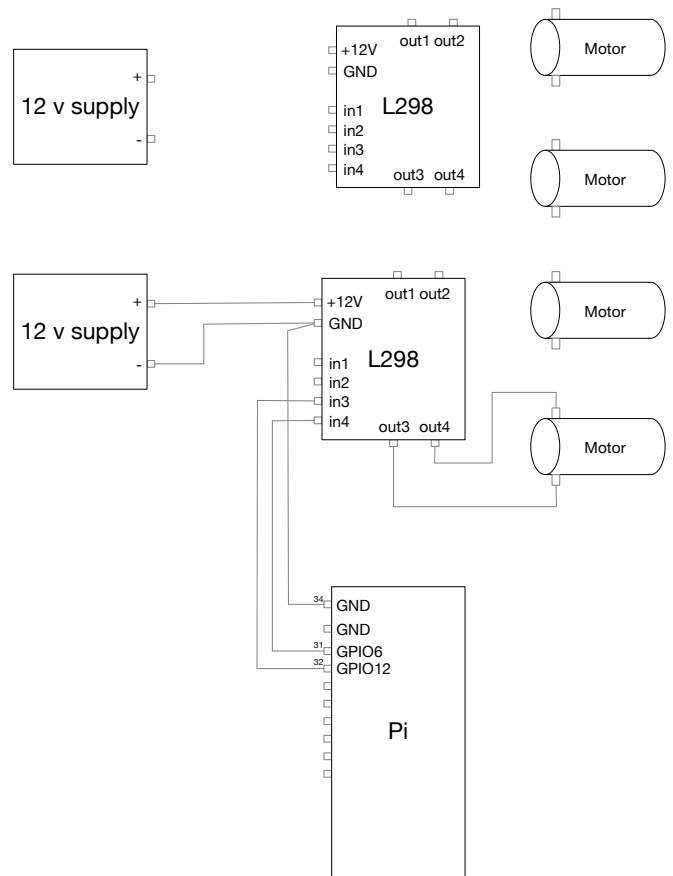 out1 out2
+12V
GND
in1
in2
in3
in4
L298
out3 out4
+
12 v supply
-
Motor
Motor
out1 out2
+12V
GND
in1
in2
in3
in4
L298
out3 out4
+
12 v supply
-
Motor
Motor
34 GND
GND
31 GPIO6
32 GPIO12
Pi